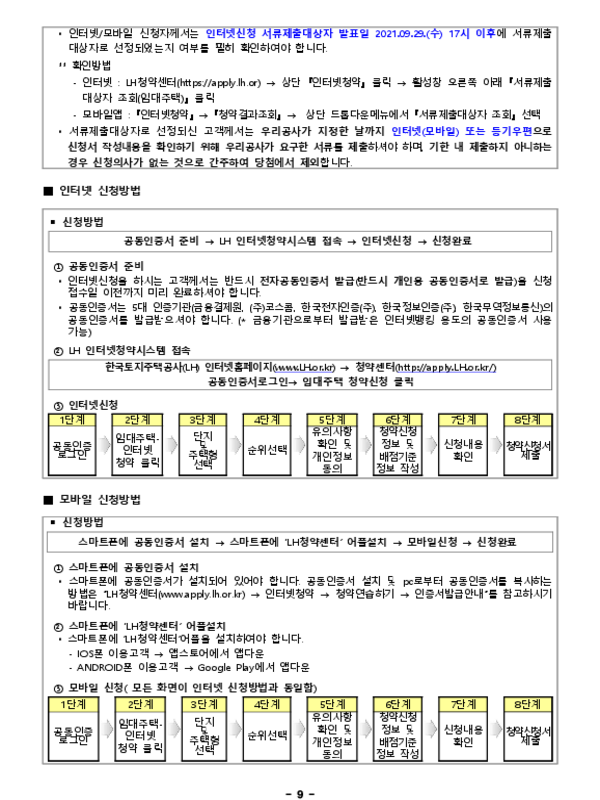 • 인터넷/모바일 신청자께서는 인터넷신청 서류제출대상자 발표일 2021.09.29.(수) 17시 이후에 서류제출
대상자로 선정되었는지 여부를 필히 확인하여야 합니다.
확인방법
- 인터넷 : LH청약센터(https://apply.lh.or) → 상단 『인터넷청약』 클릭 → 활성창 오른쪽 아래『서류제출
대상자 조회(임대주택)』 클릭
- 모바일앱 : 『인터넷청약』→『청약결과조회』→ 상단 드롭다운메뉴에서『서류제출대상자 조회』 선택
• 서류제출대상자로 선정되신 고객께서는 우리공사가 지정한 날까지 인터넷(모바일) 또는 등기우편으로
신청서 작성내용을 확인하기 위해 우리공사가 요구한 서류를 제출하셔야 하며, 기한 내 제출하지 아니하는
경우 신청의사가 없는 것으로 간주하여 당첨에서 제외합니다.
■ 인터넷 신청방법
▪ 신청방법
공동인증서 준비 → LH 인터넷청약시스템 접속 → 인터넷신청 → 신청완료
① 공동인증서 준비
• 인터넷신청을 하시는 고객께서는 반드시 전자공동인증서 발급(반드시 개인용 공동인증서로 발급)을 신청
접수일 이전까지 미리 완료하셔야 합니다.
• 공동인증서는 5대 인증기관(금융결제원, (주)코스콤, 한국전자인증(주), 한국정보인증(주), 한국무역정보통신)의
공동인증서를 발급받으셔야 합니다. (* 금융기관으로부터 발급받은 인터넷뱅킹 용도의 공동인증서 사용
가능)
② LH 인터넷청약시스템 접속
한국토지주택공사(LH) 인터넷홈페이지(www.LH.or.kr) → 청약센터(http://apply.LH.or.kr/)
공동인증서로그인→ 임대주택 청약신청 클릭
③ 인터넷신청
1단계 2단계 3단계 4단계 5단계 6단계 7단계 8단계
공동인증 로그인 임대주택-인터넷 청약 클릭 단지 및 주택형 선택 순위선택 유의사항 확인 및 개인정보 동의 청약신청 정보 및 배점기준 정보 작성 신청내용 확인 청약신청서 제출
■ 모바일 신청방법
▪ 신청방법
스마트폰에 공동인증서 설치 → 스마트폰에 'LH청약센터' 어플설치 → 모바일신청 → 신청완료
① 스마트폰에 공동인증서 설치
• 스마트폰에 공동인증서가 설치되어 있어야 합니다. 공동인증서 설치 및 pc로부터 공동인증서를 복사하는
방법은 "LH청약센터(www.apply.lh.or.kr) → 인터넷청약 → 청약연습하기 → 인증서발급안내"를 참고하시기
바랍니다.
② 스마트폰에 'LH청약센터' 어플설치
• 스마트폰에 'LH청약센터'어플을 설치하여야 합니다.
- IOS폰 이용고객 → 앱스토어에서 앱다운
- ANDROID폰 이용고객 → Google Play에서 앱다운
③ 모바일 신청( 모든 화면이 인터넷 신청방법과 동일함)
1단계 2단계 3단계 4단계 5단계 6단계 7단계 8단계
공동인증 로그인 임대주택-인터넷 청약 클릭 단지 및 주택형 선택 순위선택 유의사항 확인 및 개인정보 동의 청약신청 정보 및 배점기준 정보 작성 신청내용 확인 청약신청서 제출
- 9 -